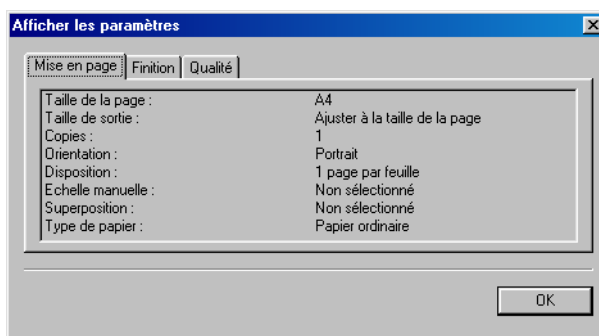 Afficher les paramètres
Mise en page Finition Qualité
Taille de la page : A4
Taille de sortie : Ajuster à la taille de la page
Copies : 1
Orientation : Portrait
Disposition : 1 page par feuille
Echelle manuelle : Non sélectionné
Superposition : Non sélectionné
Type de papier : Papier ordinaire
OK